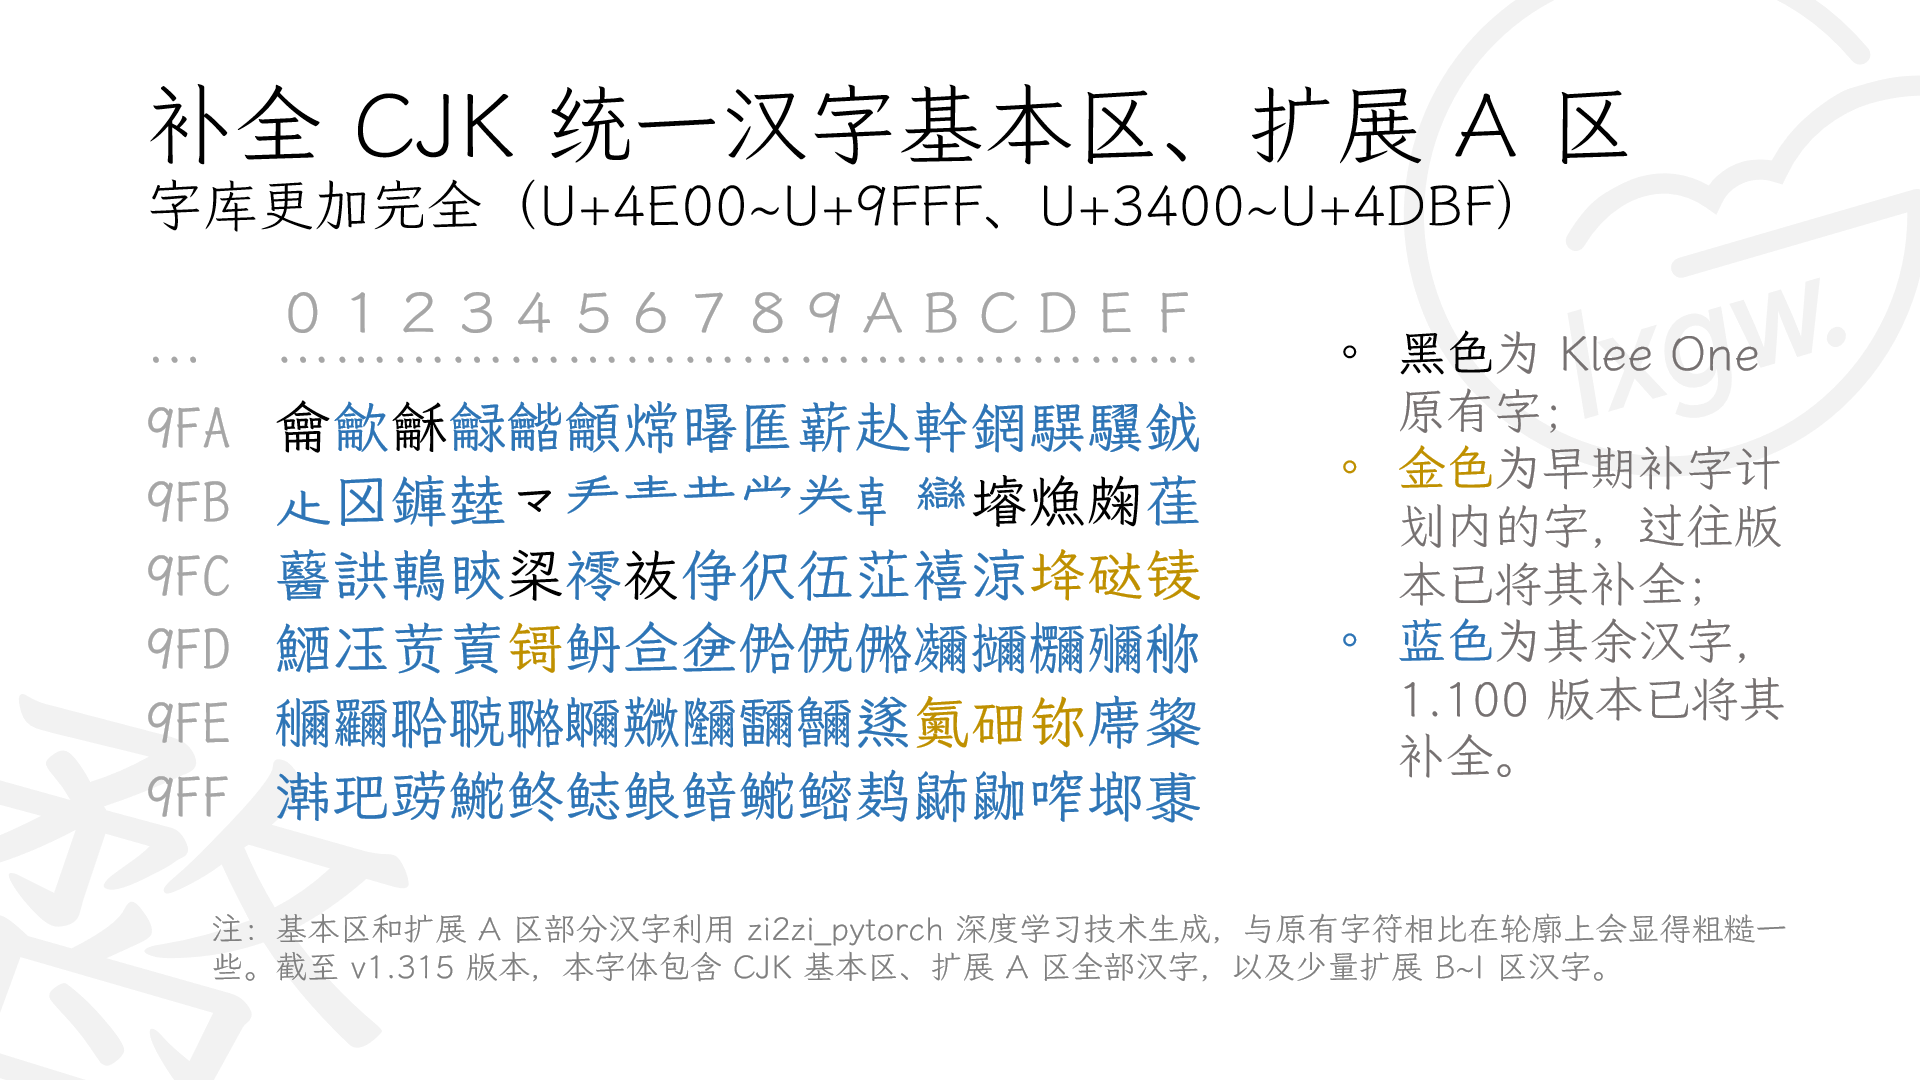 补全 CJK 统一汉字基本区、扩展 A 区
字库更加完全（U+4E00~U+9FFF、U+3400~U+4DBF）
0 1 2 3 4 5 6 7 8 9 A B C D E F
... ..................................................
9FA 龠龡龢龣龤龥龦龧龨龩龪龫龬龭龮龯
9FB 龰龱龲龳龴龵龶龷龸龹龺龻龼龽龾龿
9FC 鿀鿁鿂鿃鿄鿅鿆鿇鿈鿉鿊鿋鿌鿍鿎鿏
9FD 鿐鿑鿒鿓鿔鿕鿖鿗鿘鿙鿚鿛鿜鿝鿞鿟
9FE 鿠鿡鿢鿣鿤鿥鿦鿧鿨鿩鿪鿫鿬鿭鿮鿯
9FF 鿰鿱鿲鿳鿴鿵鿶鿷鿸鿹鿺鿻鿼鿽鿾鿿
◦ 黑色为 Klee One
原有字；
◦ 金色为早期补字计
划内的字，过往版
本已将其补全；
◦ 蓝色为其余汉字，
1.100 版本已将其
补全。
lxgw.
注：基本区和扩展 A 区部分汉字利用 zi2zi_pytorch 深度学习技术生成，与原有字符相比在轮廓上会显得粗糙一
些。截至 v1.315 版本，本字体包含 CJK 基本区、扩展 A 区全部汉字，以及少量扩展 B~I 区汉字。